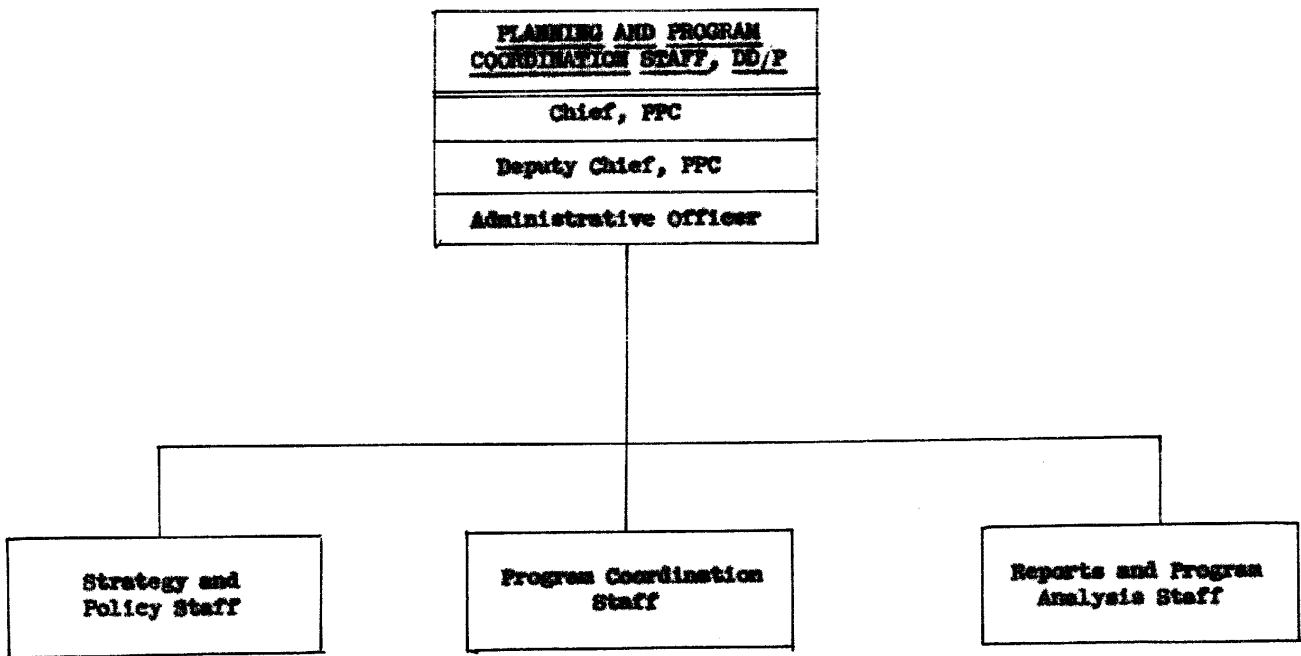 PLANNING AND PROGRAM
COORDINATION STAFF, DD/P
Chief, PPC
Deputy Chief, PPC
Administrative Officer
Strategy and
Policy Staff
Program Coordination
Staff
Reports and Program
Analysis Staff